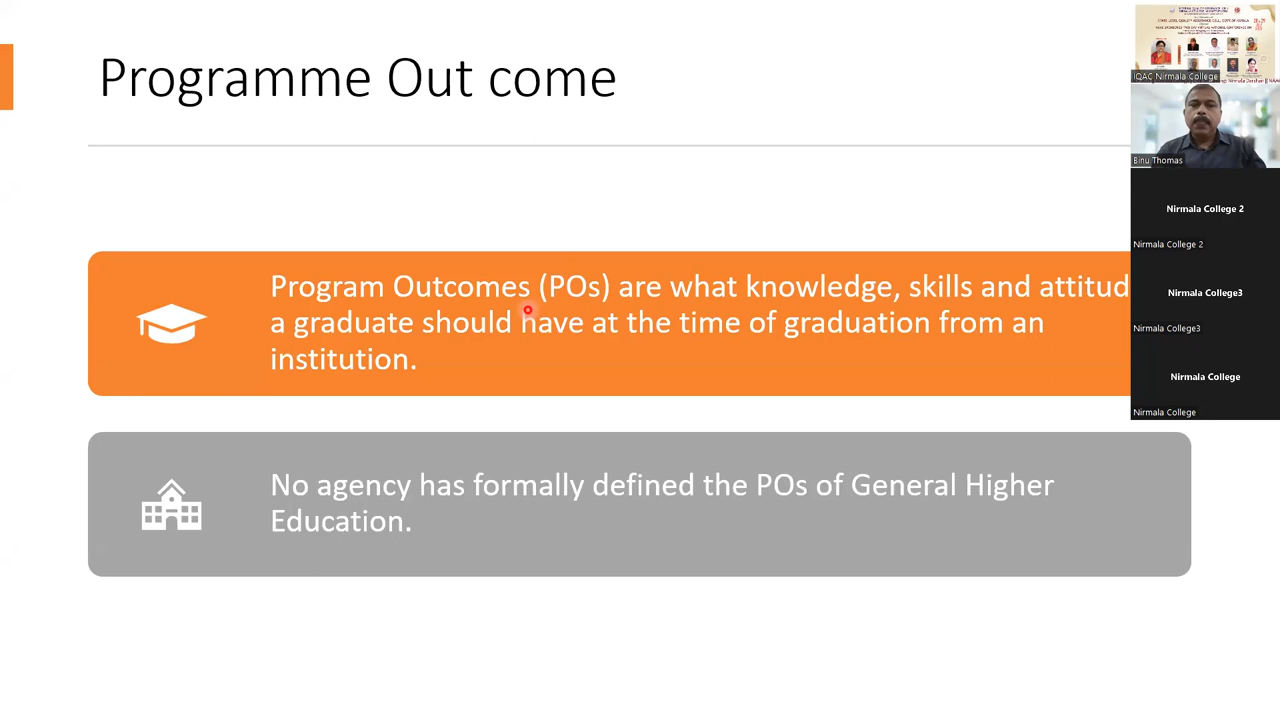 Programme Out come
Program Outcomes (POs) are what knowledge, skills and attitud
a graduate should have at the time of graduation from an
institution.
No agency has formally defined the POs of General Higher
Education.
IQAC Nirmala College
Binu Thomas
Nirmala College 2
Nirmala College 2
Nirmala College3
Nirmala College3
Nirmala College
Nirmala College